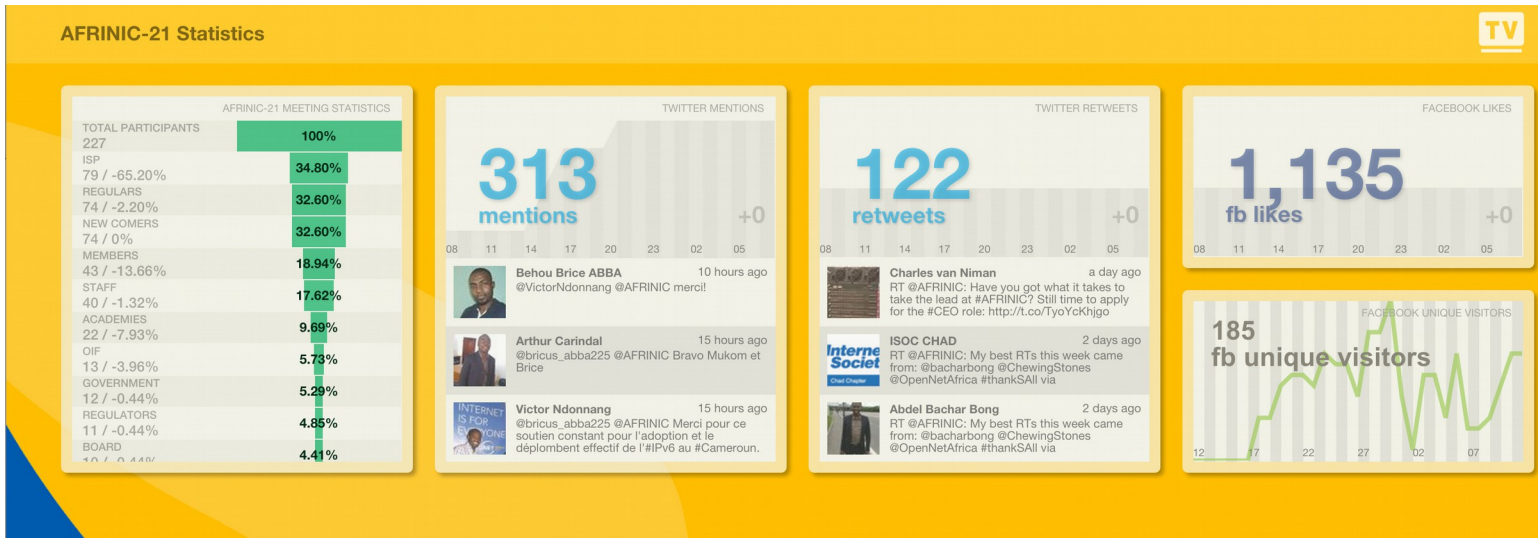 AFRINIC-21 Statistics
TV
AFRINIC-21 MEETING STATISTICS
TOTAL PARTICIPANTS
227
100%
ISP
79 / -65.20%
34.80%
REGULARS
74 / -2.20%
32.60%
NEW COMERS
74 / 0%
32.60%
MEMBERS
43 / -13.66%
18.94%
STAFF
40 / -1.32%
17.62%
ACADEMIES
22 / -7.93%
9.69%
OIF
13 / -3.96%
5.73%
GOVERNMENT
12 / -0.44%
5.29%
REGULATORS
11 / -0.44%
4.85%
BOARD
10 / -0.44%
4.41%
TWITTER MENTIONS
313
mentions
+0
08 11 14 17 20 23 02 05
Behou Brice ABBA 10 hours ago
@VictorNdonnang @AFRINIC merci!
Arthur Carindal 15 hours ago
@bricus_abba225 @AFRINIC Bravo Mukom et
Brice
INTERNET
IS FOR
EVERYONE
Victor Ndonnang 15 hours ago
@bricus_abba225 @AFRINIC Merci pour ce
soutien constant pour l'adoption et le
déplombent effectif de l'#IPv6 au #Cameroun.
TWITTER RETWEETS
122
retweets
+0
08 11 14 17 20 23 02 05
Charles van Niman a day ago
RT @AFRINIC: Have you got what it takes to
take the lead at #AFRINIC? Still time to apply
for the #CEO role: http://t.co/TyoYcKhjgo
Interne
Societ
Chad Chapter
ISOC CHAD 2 days ago
RT @AFRINIC: My best RTs this week came
from: @bacharbong @ChewingStones
@OpenNetAfrica #thankSAll via
Abdel Bachar Bong 2 days ago
RT @AFRINIC: My best RTs this week came
from: @bacharbong @ChewingStones
@OpenNetAfrica #thankSAll via
FACEBOOK LIKES
1,135
fb likes
+0
08 11 14 17 20 23 02 05
FACEBOOK UNIQUE VISITORS
185
fb unique visitors
12 17 22 27 02 07